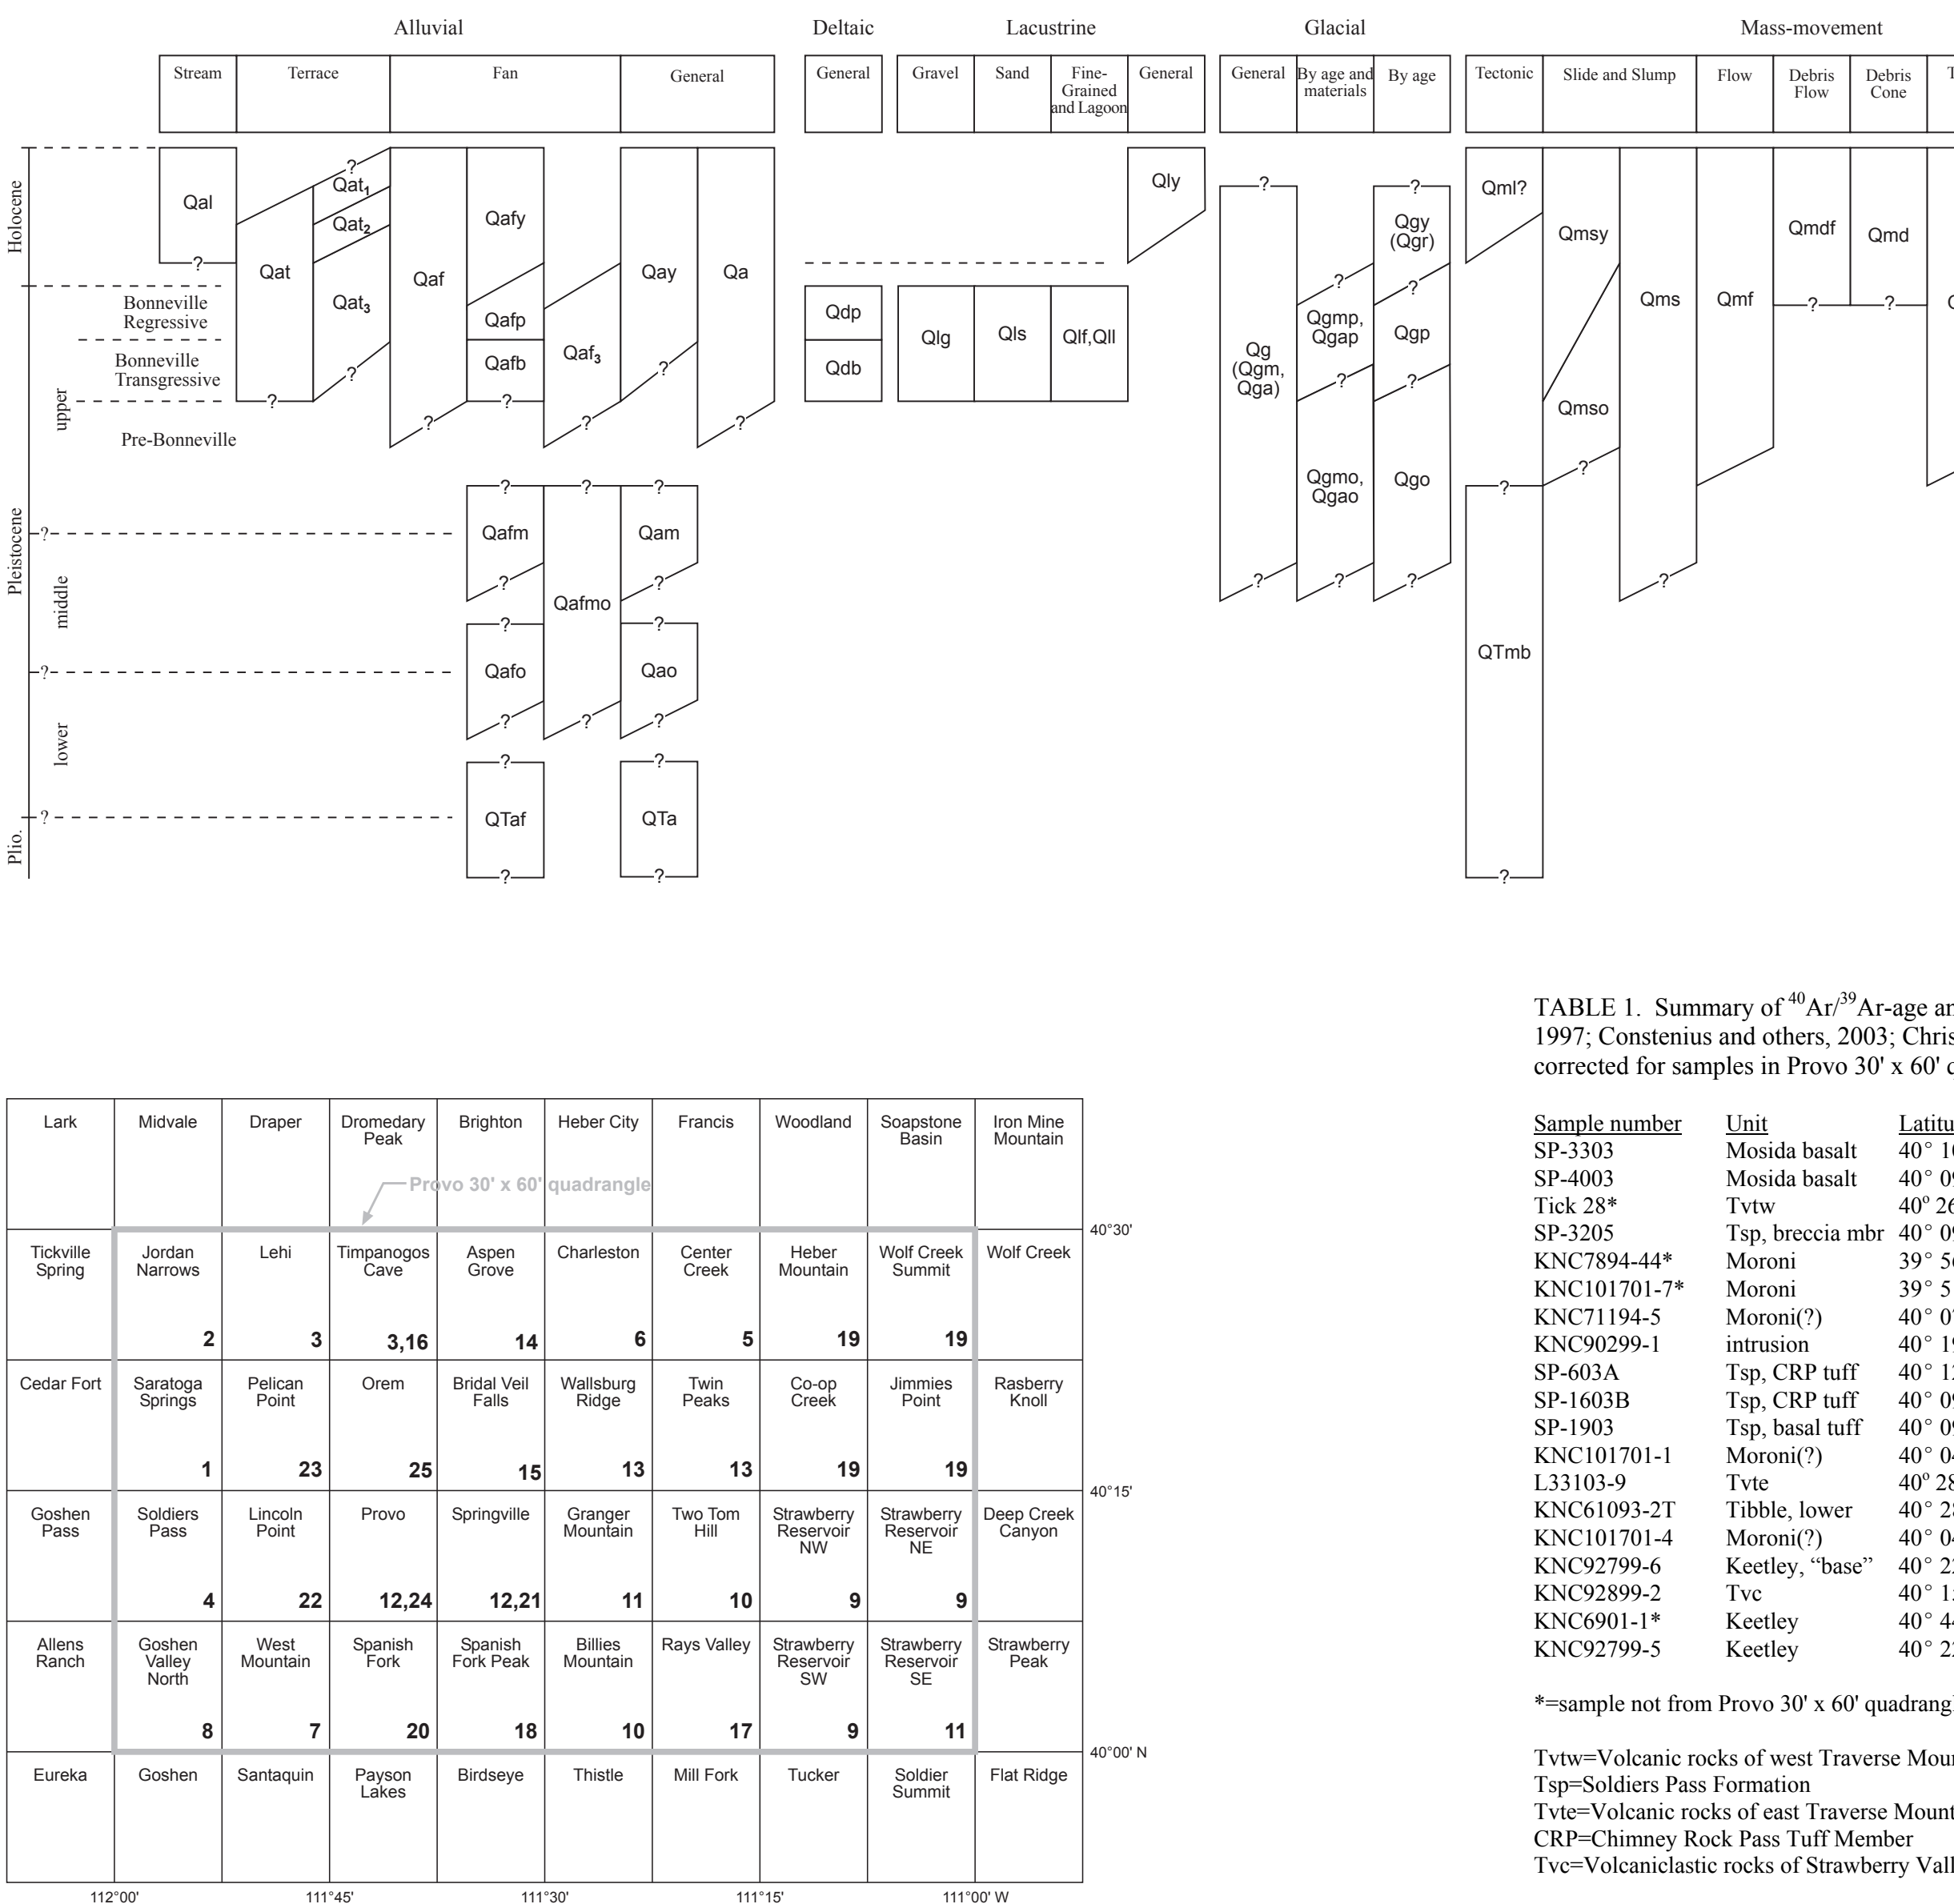 Alluvial
Deltaic
Lacustrine
Glacial
Mass-movement
Stream
Terrace
Fan
General
General
Gravel
Sand
Fine-
Grained
and Lagoon
General
General
By age and
materials
By age
Tectonic
Slide and Slump
Flow
Debris
Flow
Debris
Cone
Holocene
Pleistocene
Plio.
upper
middle
lower
Bonneville
Regressive
Bonneville
Transgressive
Pre-Bonneville
?
?
?
Qal
?
Qat
?
?
Qat1
Qat2
Qat3
?
Qaf
?
Qafy
Qafp
Qafb
?
Qaf3
?
Qay
?
Qa
?
?
Qafm
?
?
Qafmo
?
?
Qam
?
?
Qafo
?
?
Qao
?
?
QTaf
?
?
QTa
?
Qdp
Qdb
Qlg
Qls
Qlf,Qll
Qly
?
Qg
(Qgm,
Qga)
?
?
Qgmp,
Qgap
?
Qgmo,
Qgao
?
?
Qgy
(Qgr)
?
Qgp
?
Qgo
?
Qml?
?
QTmb
?
Qmsy
Qmso
?
Qms
?
Qmf
Qmdf
?
Qmd
?
TABLE 1. Summary of 40Ar/39Ar-age
1997; Constenius and others, 2003;
corrected for samples in Provo 30' x 60'
Sample number Unit
SP-3303 Mosida basalt 40°
SP-4003 Mosida basalt 40°
Tick 28* Tvtw 40°
SP-3205 Tsp, breccia mbr 40°
KNC7894-44* Moroni 39°
KNC101701-7* Moroni 39°
KNC71194-5 Moroni(?) 40°
KNC90299-1 intrusion 40°
SP-603A Tsp, CRP tuff 40°
SP-1603B Tsp, CRP tuff 40°
SP-1903 Tsp, basal tuff 40°
KNC101701-1 Moroni(?) 40°
L33103-9 Tvte 40°
KNC61093-2T Tibble, lower 40°
KNC101701-4 Moroni(?) 40°
KNC92799-6 Keetley, “base” 40°
KNC92899-2 Tvc 40°
KNC6901-1* Keetley 40°
KNC92799-5 Keetley 40°
*=sample not from Provo 30' x 60'
Tvtw=Volcanic rocks of west Traverse
Tsp=Soldiers Pass Formation
Tvte=Volcanic rocks of east Traverse
CRP=Chimney Rock Pass Tuff Member
Tvc=Volcaniclastic rocks of Strawberry
Lark
Midvale
Draper
Dromedary
Peak
Brighton
Heber City
Francis
Woodland
Soapstone
Basin
Iron Mine
Mountain
Provo 30' x 60' quadrangle
40°30'
Tickville
Spring
Jordan
Narrows
2
Lehi
3
Timpanogos
Cave
3,16
Aspen
Grove
14
Charleston
6
Center
Creek
5
Heber
Mountain
19
Wolf Creek
Summit
19
Wolf Creek
Cedar Fort
Saratoga
Springs
1
Pelican
Point
23
Orem
25
Bridal Veil
Falls
15
Wallsburg
Ridge
13
Twin
Peaks
13
Co-op
Creek
19
Jimmies
Point
19
Rasberry
Knoll
40°15'
Goshen
Pass
Soldiers
Pass
4
Lincoln
Point
22
Provo
12,24
Springville
12,21
Granger
Mountain
11
Two Tom
Hill
10
Strawberry
Reservoir
NW
9
Strawberry
Reservoir
NE
9
Deep Creek
Canyon
Allens
Ranch
Goshen
Valley
North
8
West
Mountain
7
Spanish
Fork
20
Spanish
Fork Peak
18
Billies
Mountain
10
Rays Valley
17
Strawberry
Reservoir
SW
9
Strawberry
Reservoir
SE
11
Strawberry
Peak
40°00' N
Eureka
Goshen
Santaquin
Payson
Lakes
Birdseye
Thistle
Mill Fork
Tucker
Soldier
Summit
Flat Ridge
112°00'
111°45'
111°30'
111°15'
111°00' W